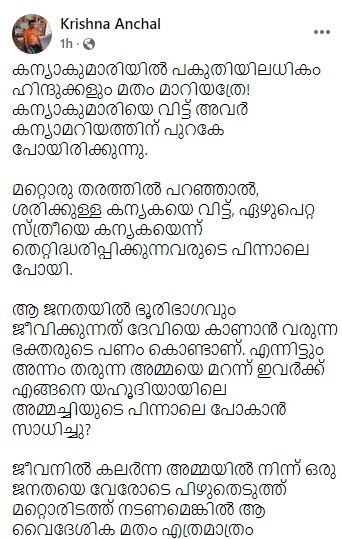 Krishna Anchal
1h
കന്യാകുമാരിയിൽ പകുതിയിലധികം
ഹിന്ദുക്കളും മതം മാറിയത്രേ!
കന്യാകുമാരിയെ വിട്ട് അവർ
കന്യാമറിയത്തിന് പുറകേ
പോയിരിക്കുന്നു.
മറ്റൊരു തരത്തിൽ പറഞ്ഞാൽ,
ശരിക്കുള്ള കന്യകയെ വിട്ട്, ഏഴുപെറ്റ
സ്ത്രീയെ കന്യകയെന്ന്
തെറ്റിദ്ധരിപ്പിക്കുന്നവരുടെ പിന്നാലെ
പോയി.
ആ ജനതയിൽ ഭൂരിഭാഗവും
ജീവിക്കുന്നത് ദേവിയെ കാണാൻ വരുന്ന
ഭക്തരുടെ പണം കൊണ്ടാണ്. എന്നിട്ടും
അന്നം തരുന്ന അമ്മയെ മറന്ന് ഇവർക്ക്
എങ്ങനെ യഹൂദിയായിലെ
അമ്മച്ചിയുടെ പിന്നാലെ പോകാൻ
സാധിച്ചു?
ജീവനിൽ കലർന്ന അമ്മയിൽ നിന്ന് ഒരു
ജനതയെ വേരോടെ പിഴുതെടുത്ത്
മറ്റൊരിടത്ത് നടണമെങ്കിൽ ആ
വൈദേശിക മതം എത്രമാത്രം